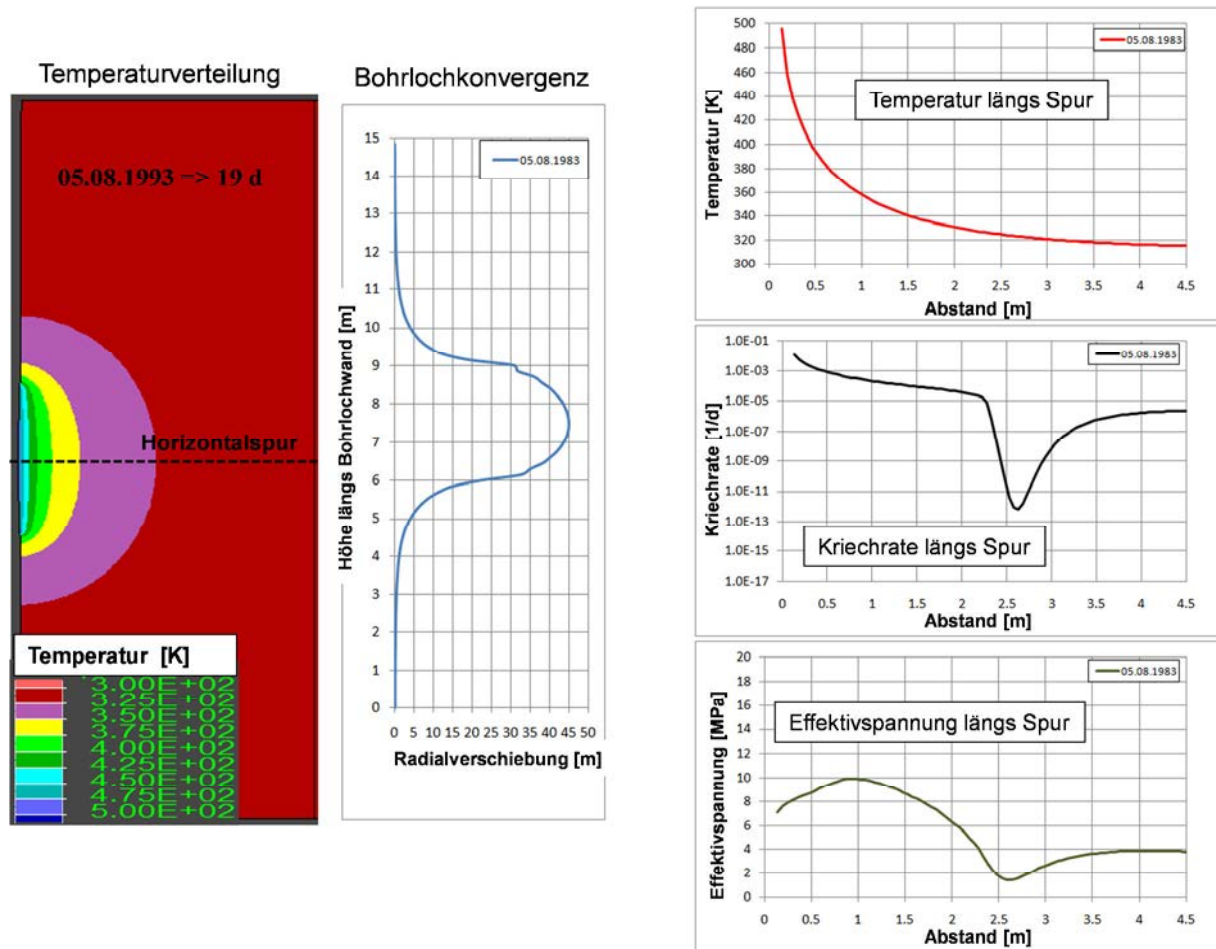 Temperaturverteilung
05.08.1993 => 19 d
Horizontalspur
Temperatur [K]
3.00E+02
3.25E+02
3.50E+02
3.75E+02
4.00E+02
4.25E+02
4.50E+02
4.75E+02
5.00E+02
Bohrlochkonvergenz
05.08.1983
Höhe längs Bohrlochwand [m]
15
14
13
12
11
10
9
8
7
6
5
4
3
2
1
0
0 5 10 15 20 25 30 35 40 45 50
Radialverschiebung [m]
05.08.1983
Temperatur längs Spur
Temperatur [K]
500
480
460
440
420
400
380
360
340
320
300
0 0.5 1 1.5 2 2.5 3 3.5 4 4.5
Abstand [m]
05.08.1983
Kriechrate längs Spur
Kriechrate [1/d]
1.0E-01
1.0E-03
1.0E-05
1.0E-07
1.0E-09
1.0E-11
1.0E-13
1.0E-15
1.0E-17
0 0.5 1 1.5 2 2.5 3 3.5 4 4.5
Abstand [m]
05.08.1983
Effektivspannung längs Spur
Effektivspannung [MPa]
20
18
16
14
12
10
8
6
4
2
0
0 0.5 1 1.5 2 2.5 3 3.5 4 4.5
Abstand [m]